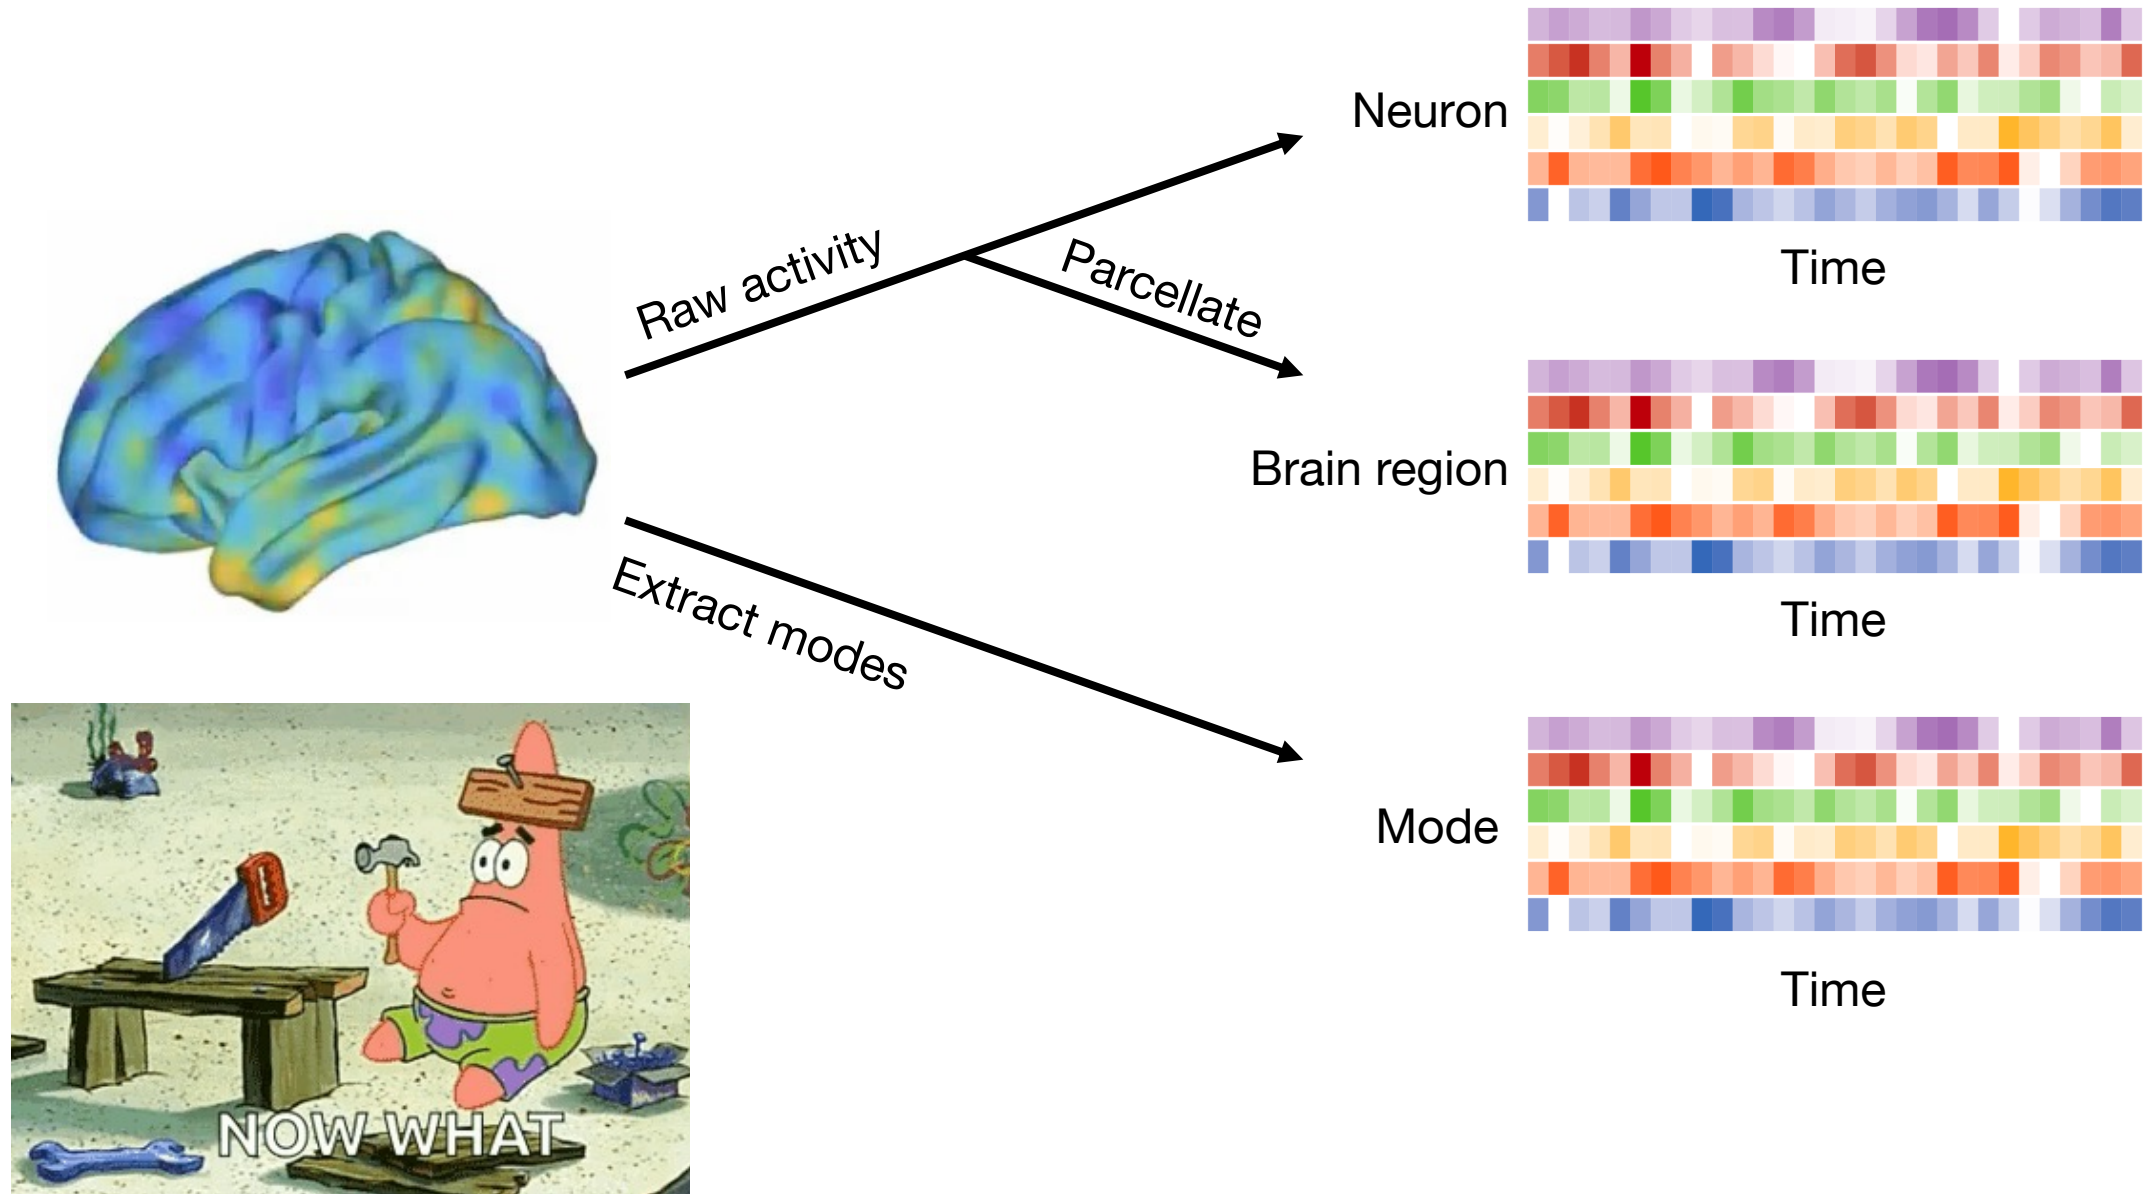 Raw activity
Parcellate
Extract modes
Neuron
Time
Brain region
Time
Mode
Time
NOW WHAT